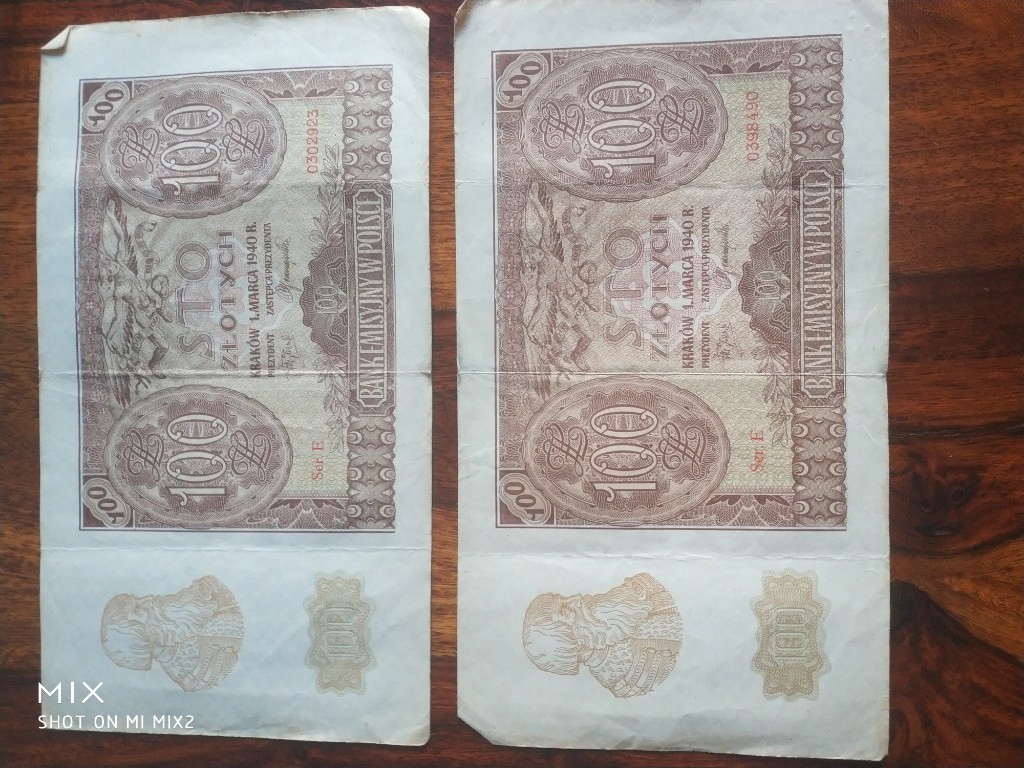 100
100
0302923
STO
ZŁOTYCH
KRAKÓW 1. MARCA 1940 R.
PREZYDENT ZASTĘPCA PREZYDENTA
100
100
100
Ser. E
BANK EMISYJNY W POLSCE
100
100
100
0398490
STO
ZŁOTYCH
KRAKÓW 1. MARCA 1940 R.
PREZYDENT ZASTĘPCA PREZYDENTA
100
100
100
Ser. E
BANK EMISYJNY W POLSCE
100
MIX
SHOT ON MI MIX2